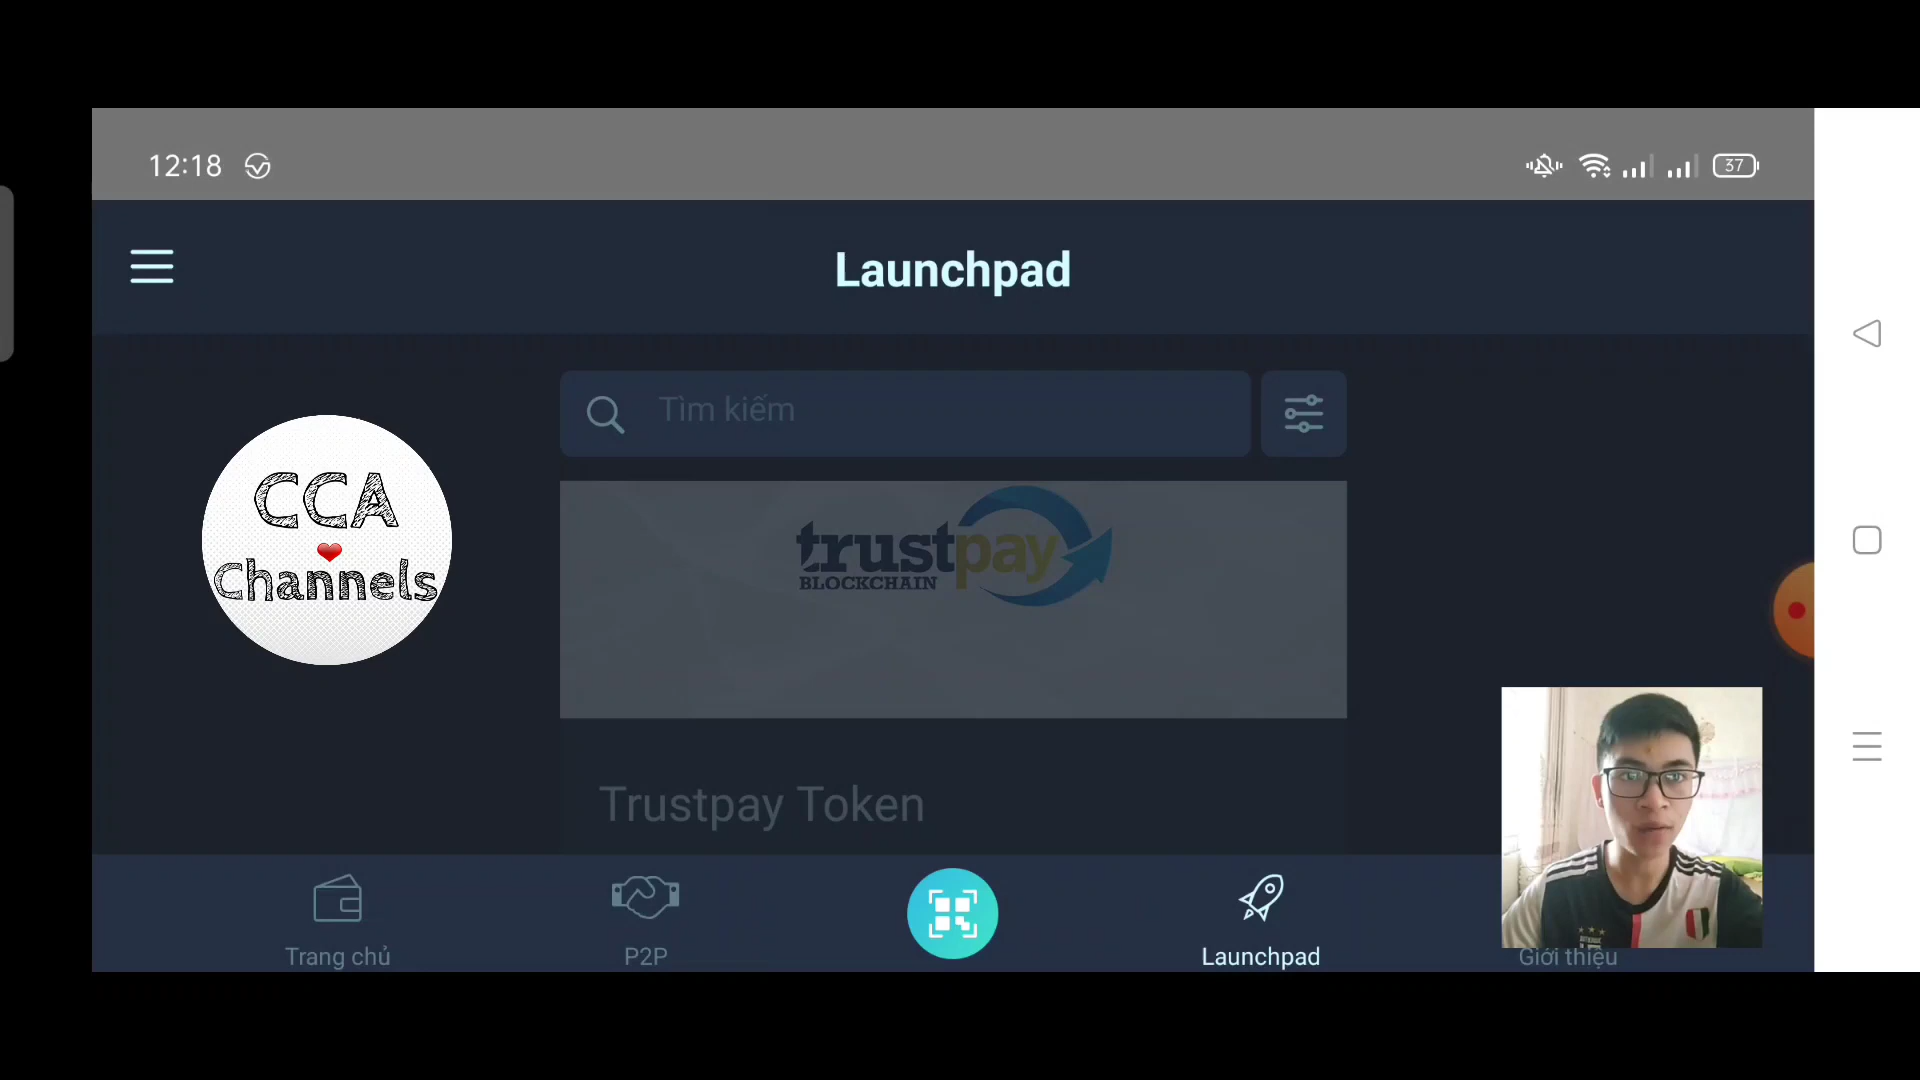 12:18
37
Launchpad
Tìm kiếm
CCA
Channels
trustpay
BLOCKCHAIN
Trustpay Token
Trang chủ
P2P
Launchpad
Giới thiệu